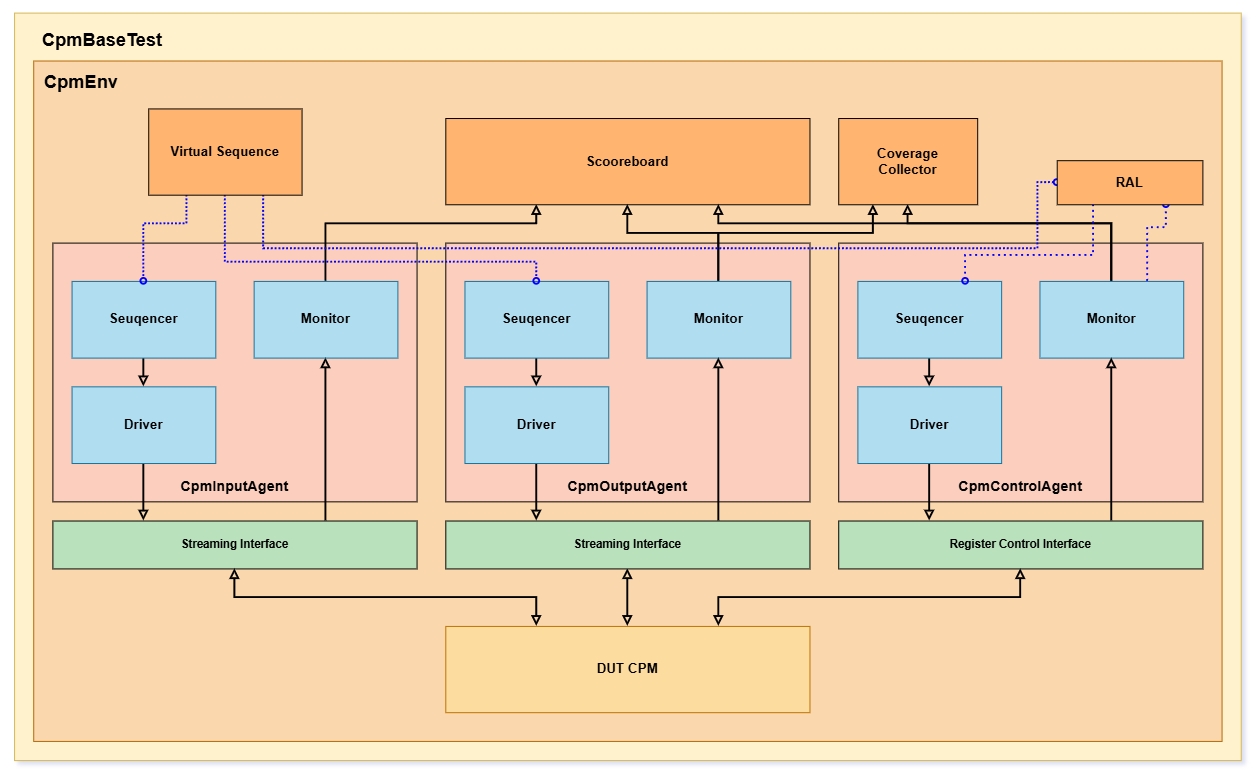 CpmBaseTest
CpmEnv
Virtual Sequence
Scooreboard
Coverage
Collector
RAL
Seuqencer
Monitor
Seuqencer
Monitor
Seuqencer
Monitor
Driver
Driver
Driver
CpmInputAgent
CpmOutputAgent
CpmControlAgent
Streaming Interface
Streaming Interface
Register Control Interface
DUT CPM